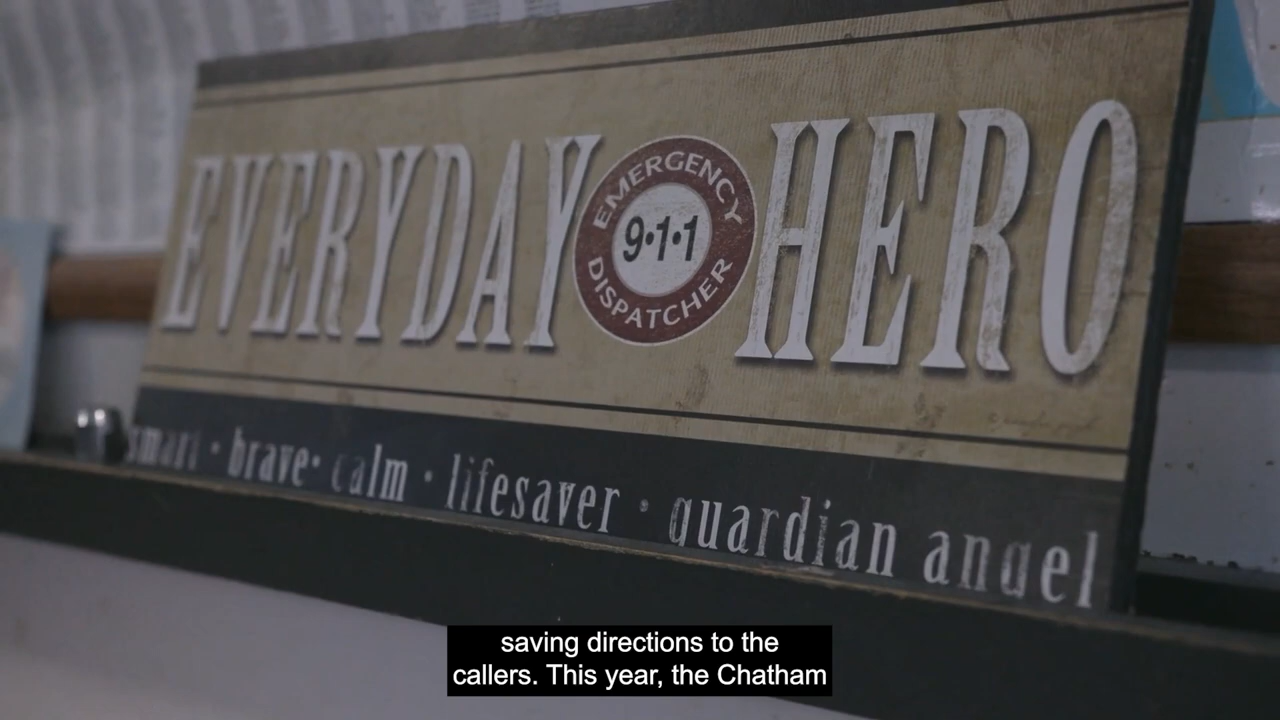 EVERYDAY HERO
EMERGENCY
9·1·1
DISPATCHER
smart · brave · calm · lifesaver · guardian angel
saving directions to the
callers. This year, the Chatham